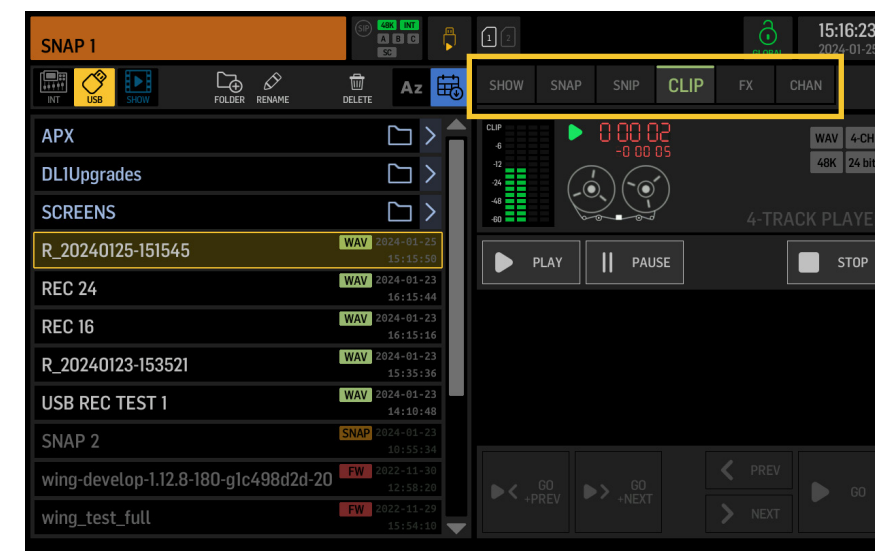 SNAP 1
SIP
48K INT
A B C
SC
1 2
GLOBAL
15:16:23
2024-01-25
INT USB SHOW
FOLDER RENAME
DELETE
Az
SHOW SNAP SNIP CLIP FX CHAN
APX
DL1Upgrades
SCREENS
R_20240125-151545 WAV 2024-01-25
15:15:50
REC 24 WAV 2024-01-23
16:15:44
REC 16 WAV 2024-01-23
16:15:16
R_20240123-153521 WAV 2024-01-23
15:35:36
USB REC TEST 1 WAV 2024-01-23
14:10:48
SNAP 2 SNAP 2024-01-23
10:55:34
wing-develop-1.12.8-180-g1c498d2d-20 FW 2022-11-30
12:58:20
wing_test_full FW 2022-11-29
15:54:10
CLIP
-6
-12
-24
-48
-60
0 00 02
-0 00 05
WAV 4-CH
48K 24 bit
4-TRACK PLAYER
PLAY PAUSE STOP
GO
+PREV
GO
+NEXT
PREV
NEXT
GO